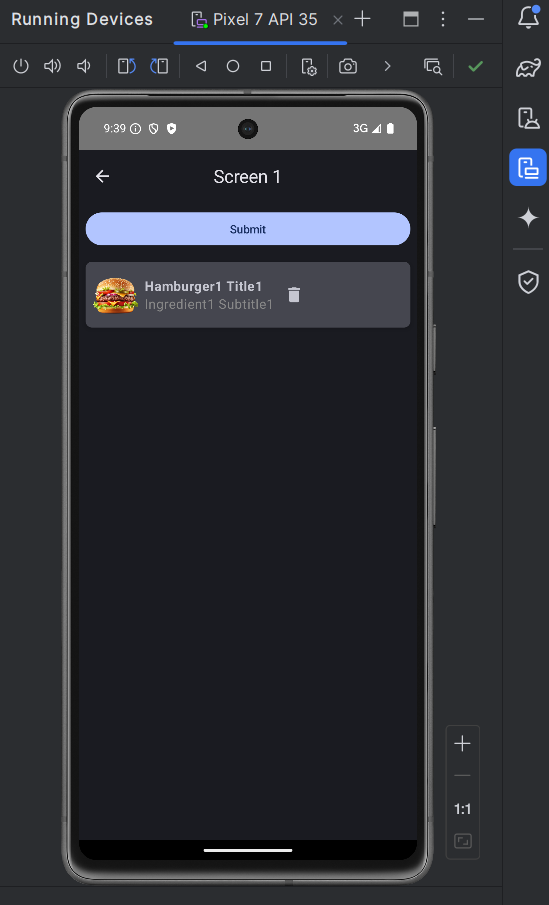 Running Devices
Pixel 7 API 35
9:39
3G
Screen 1
Submit
Hamburger1 Title1
Ingredient1 Subtitle1
1:1